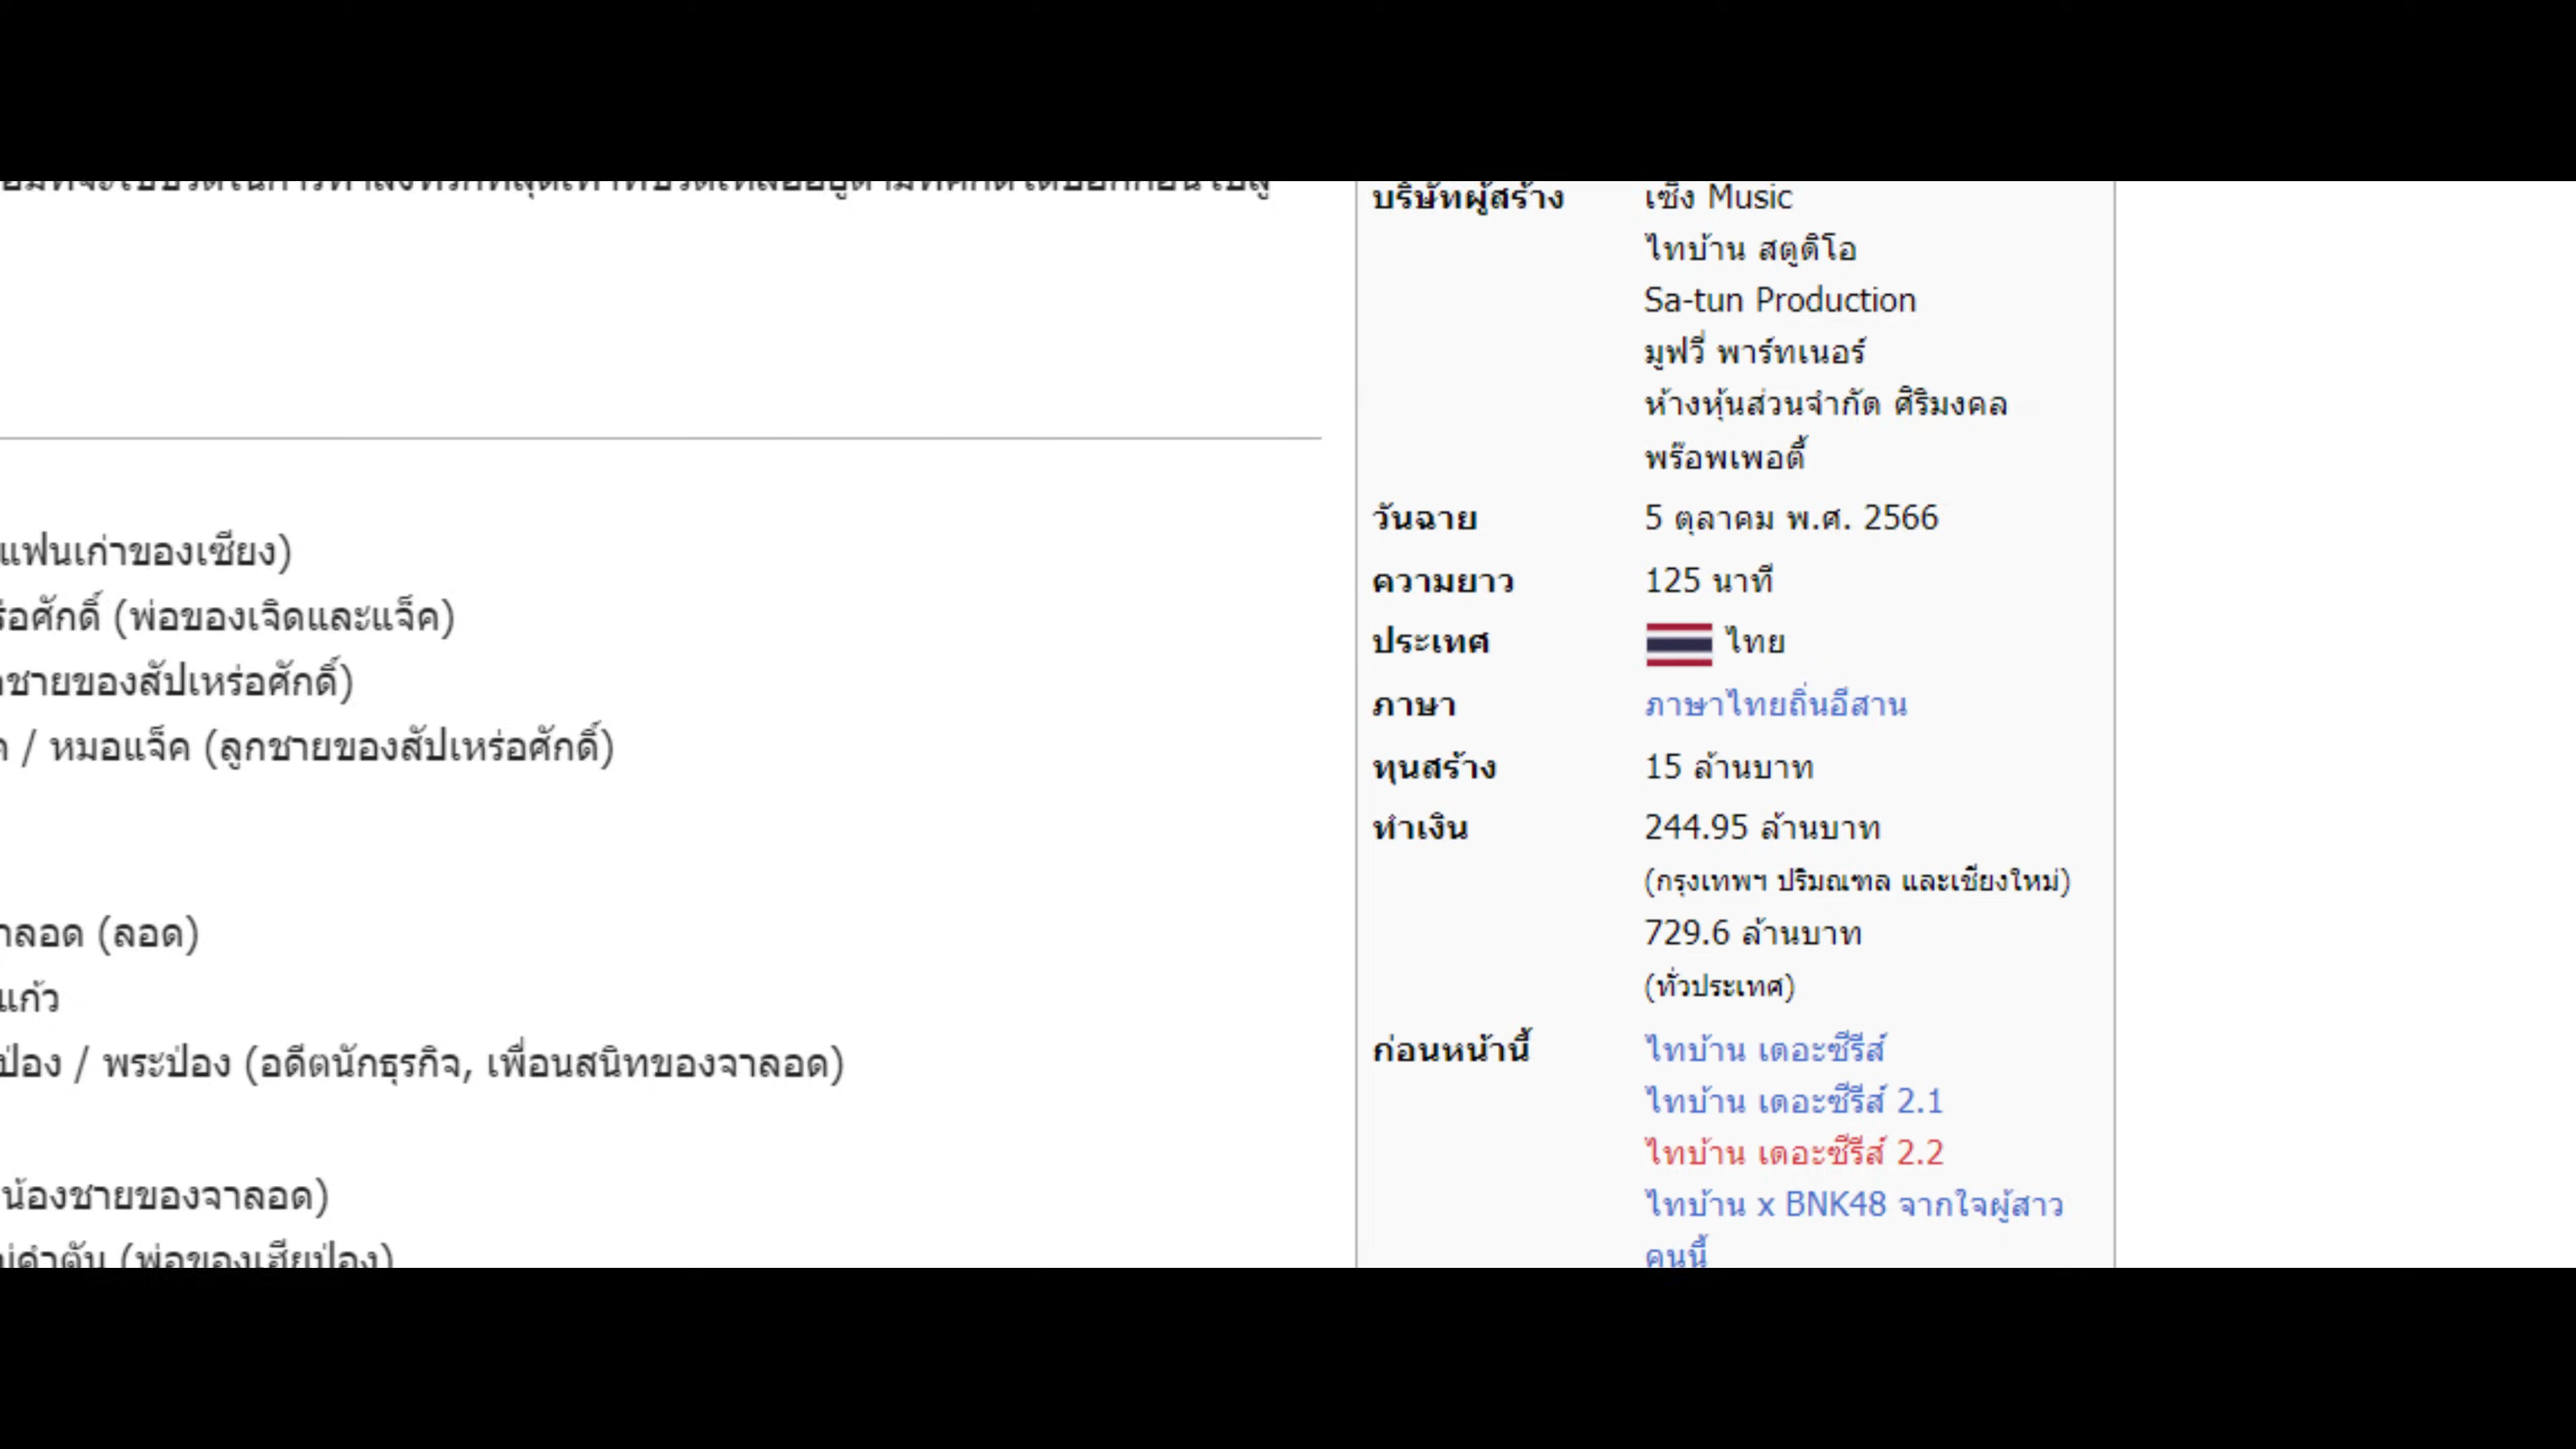 แฟนเก่าของเซียง)
ร่อศักดิ์ (พ่อของเจิดและแจ็ค)
กชายของสัปเหร่อศักดิ์)
ค / หมอแจ็ค (ลูกชายของสัปเหร่อศักดิ์)
าลอด (ลอด)
แก้ว
ป่อง / พระป่อง (อดีตนักธุรกิจ, เพื่อนสนิทของจาลอด)
น้องชายของจาลอด)
(พ่อของเฮียป่อง)
บริษัทผู้สร้าง เซิ้ง Music
ไทบ้าน สตูดิโอ
Sa-tun Production
มูฟวี่ พาร์ทเนอร์
ห้างหุ้นส่วนจำกัด ศิริมงคล
พร๊อพเพอตี้
วันฉาย 5 ตุลาคม พ.ศ. 2566
ความยาว 125 นาที
ประเทศ ไทย
ภาษา ภาษาไทยถิ่นอีสาน
ทุนสร้าง 15 ล้านบาท
ทำเงิน 244.95 ล้านบาท
(กรุงเทพฯ ปริมณฑล และเชียงใหม่)
729.6 ล้านบาท
(ทั่วประเทศ)
ก่อนหน้านี้ ไทบ้าน เดอะซีรีส์
ไทบ้าน เดอะซีรีส์ 2.1
ไทบ้าน เดอะซีรีส์ 2.2
ไทบ้าน x BNK48 จากใจผู้สาว
คนนี้